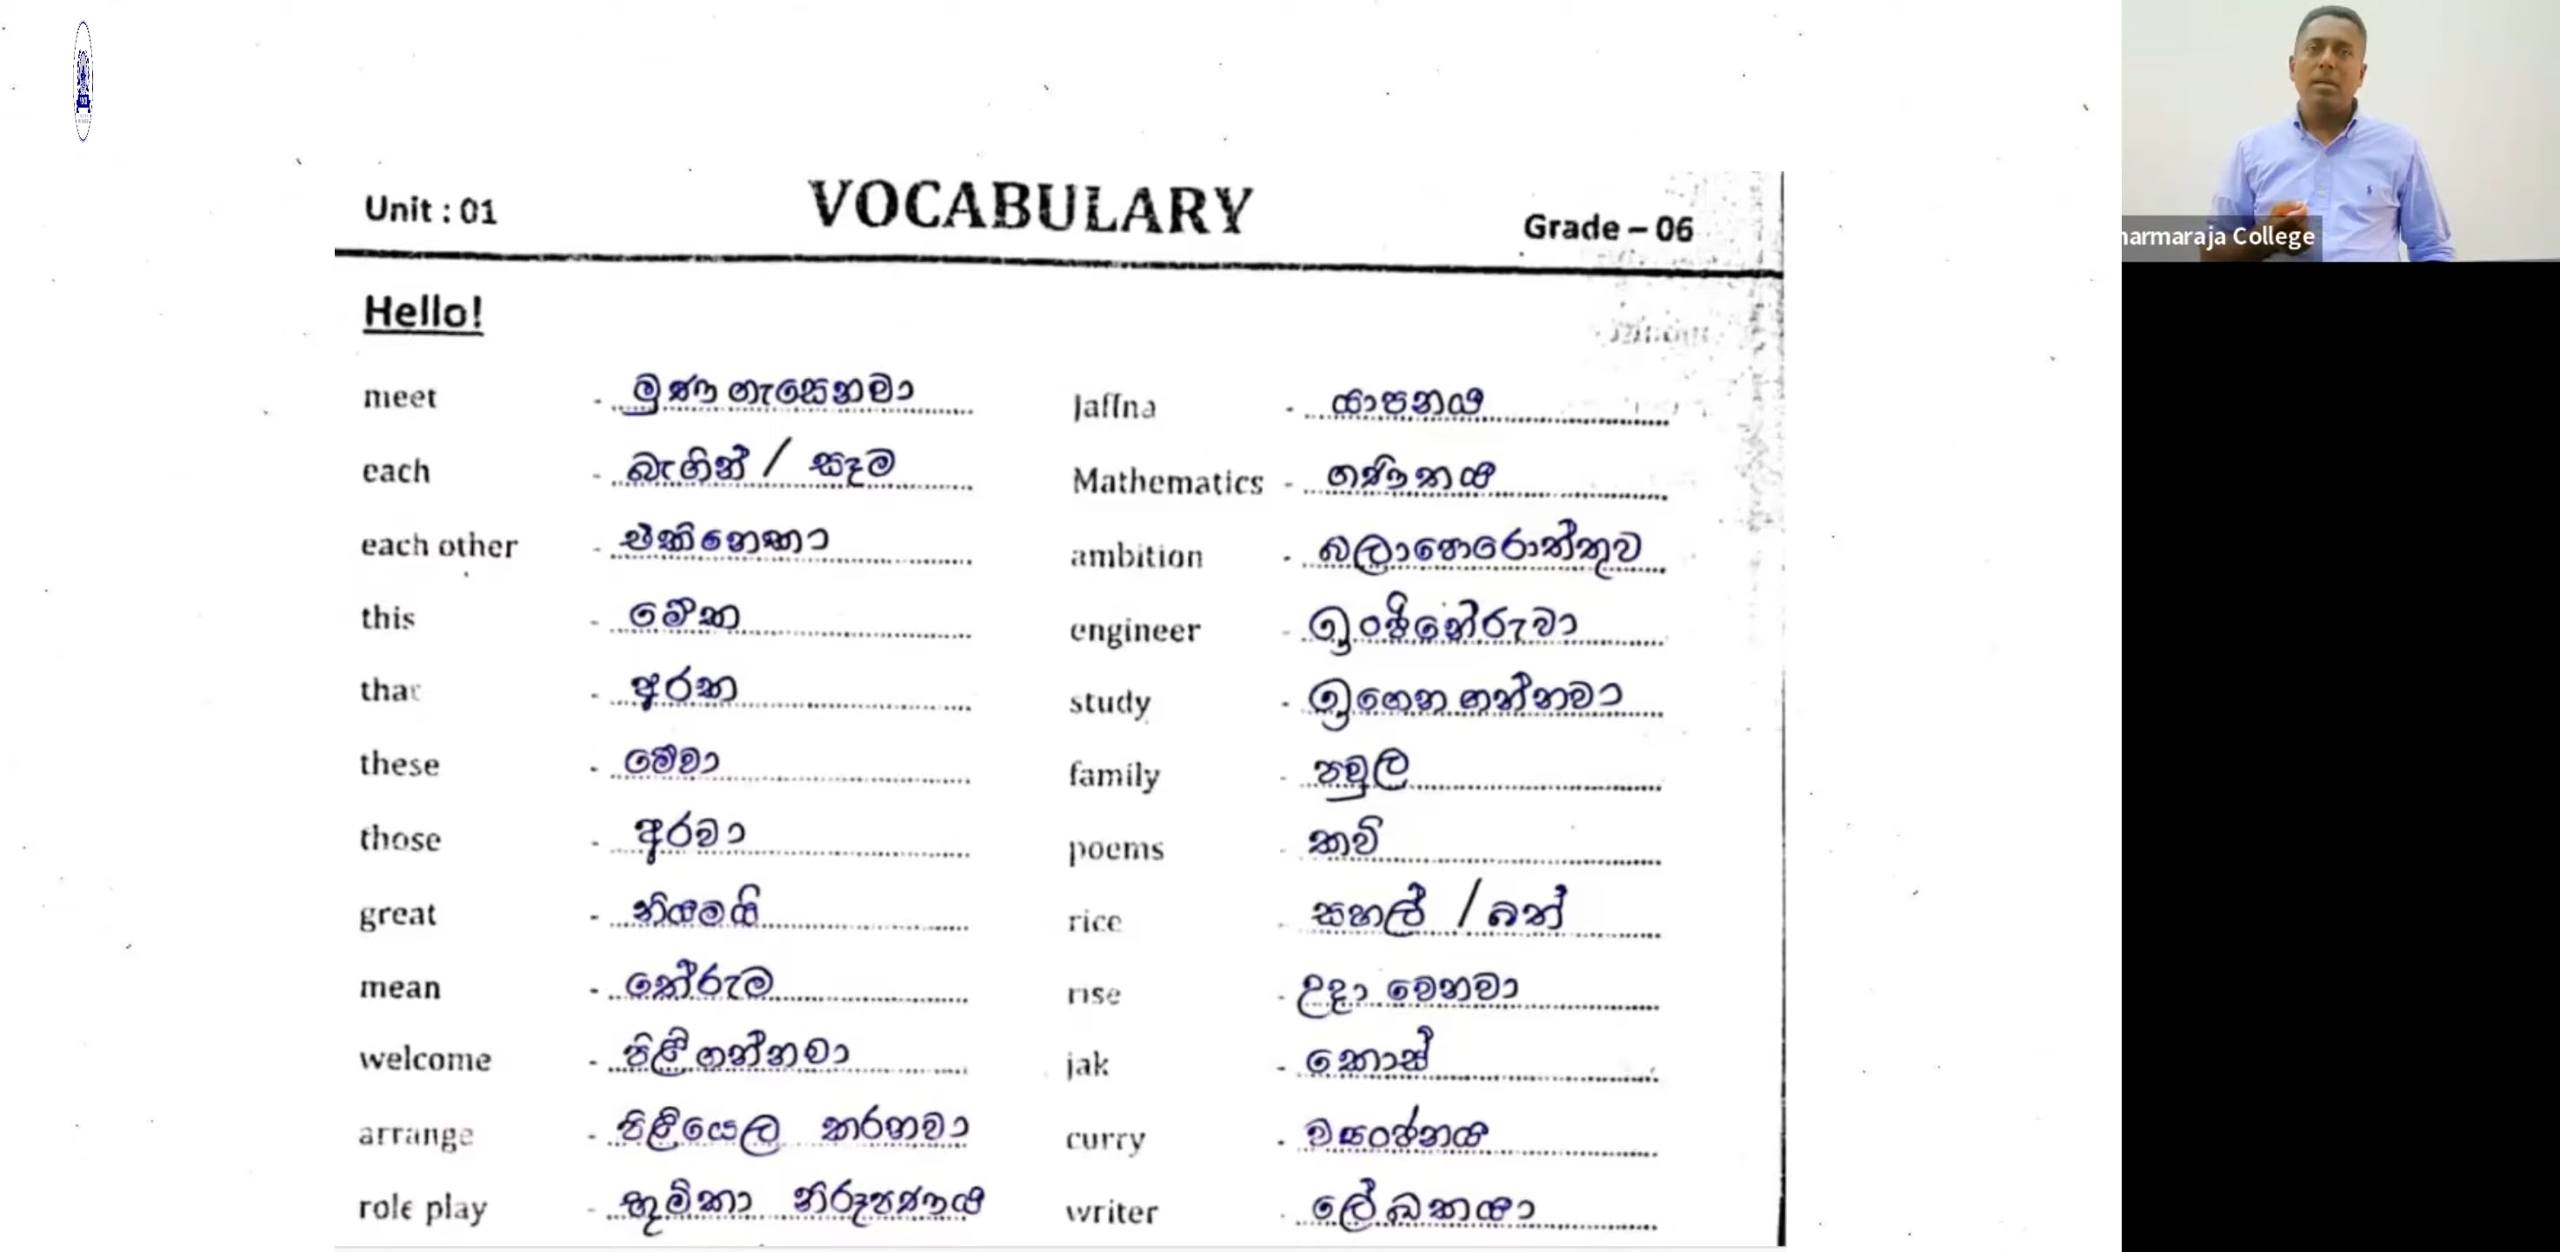 Unit : 01
VOCABULARY
Grade – 06
harmaraja College
Hello!
meet - මුණ ගැසෙනවා
each - බැගින් / සෑම
each other - එකිනෙකා
this - මේක
that - අරක
these - මේවා
those - අරවා
great - නියමයි
mean - තේරුම
welcome - පිළිගන්නවා
arrange - පිළියෙල කරනවා
role play - භූමිකා නිරූපණය
Jaffna - යාපනය
Mathematics - ගණිතය
ambition - බලාපොරොත්තුව
engineer - ඉංජිනේරුවා
study - ඉගෙන ගන්නවා
family - පවුල
poems - කවි
rice - සහල් / බත්
rise - උදා වෙනවා
jak - කොස්
curry - ව්‍යංජනය
writer - ලේඛකයා